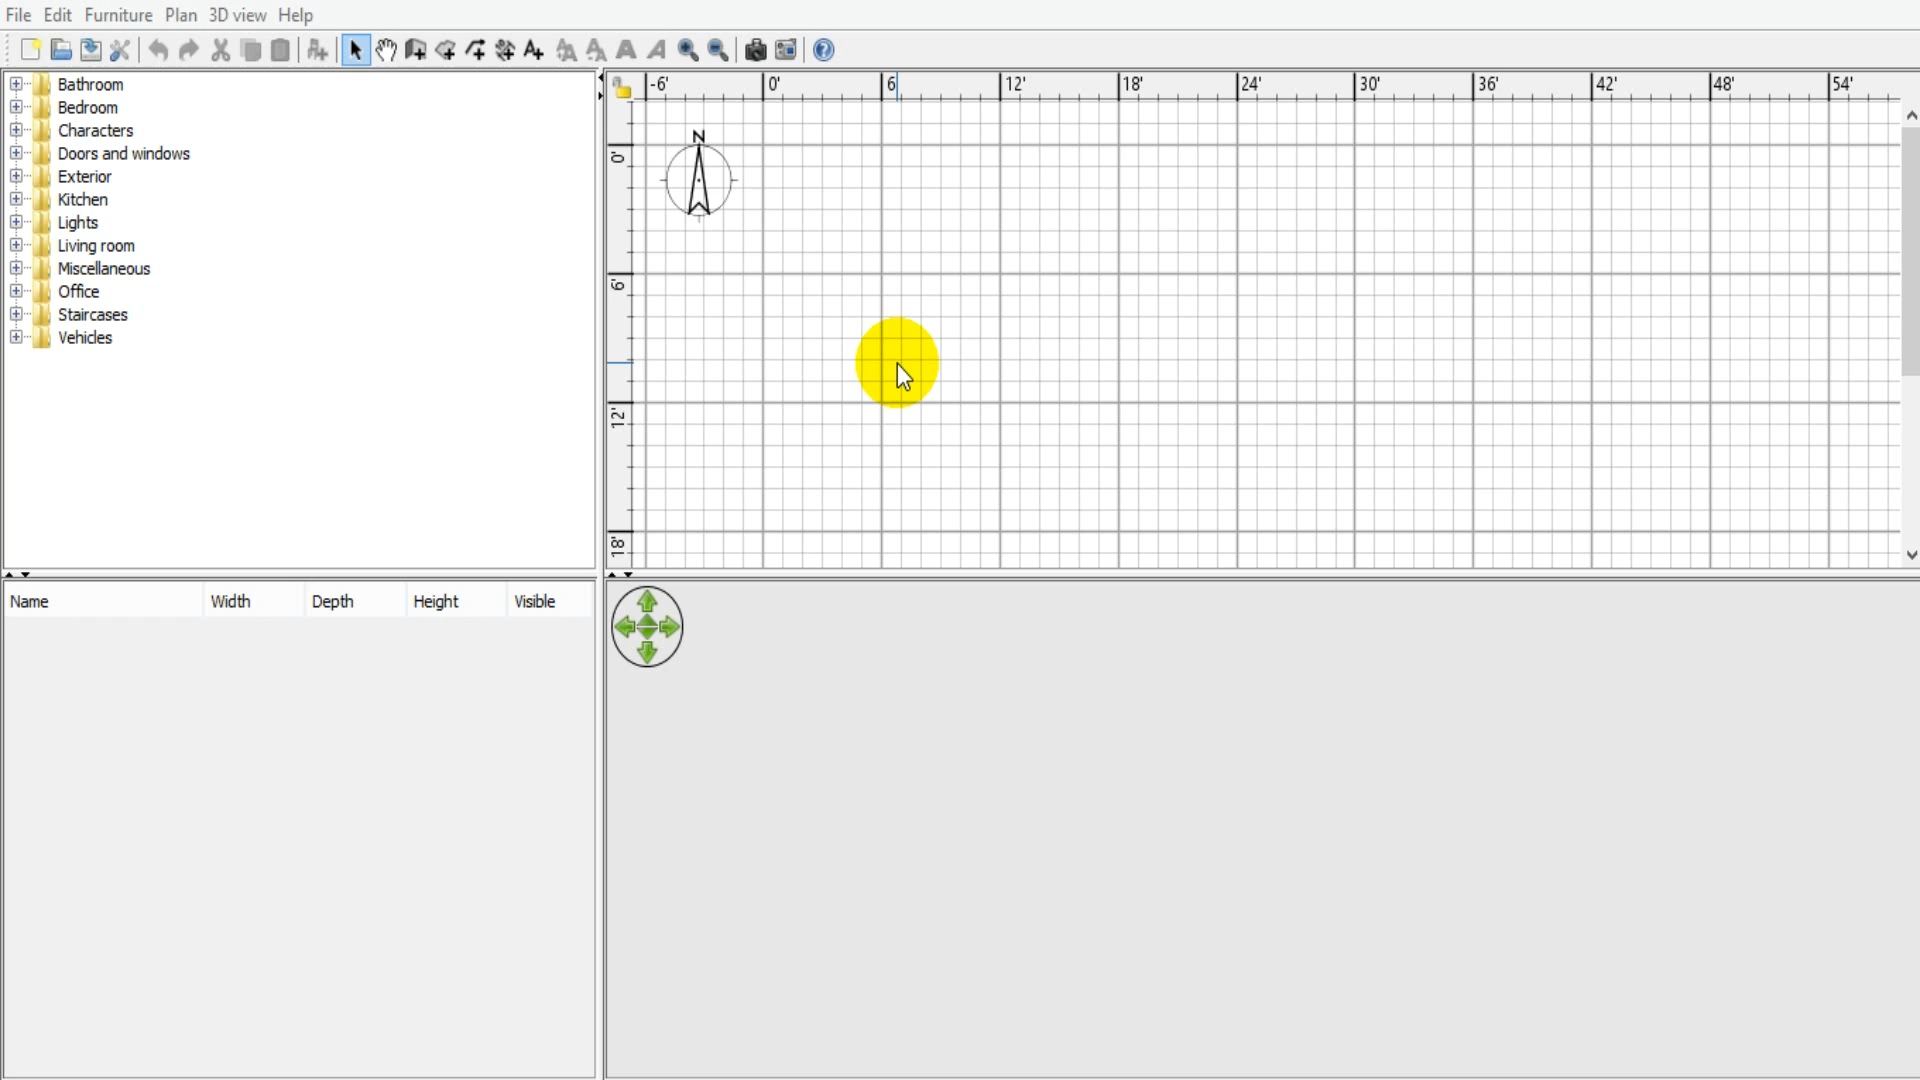 File Edit Furniture Plan 3D view Help
-6' 0' 6' 12' 18' 24' 30' 36' 42' 48' 54'
Bathroom
Bedroom
Characters
Doors and windows
Exterior
Kitchen
Lights
Living room
Miscellaneous
Office
Staircases
Vehicles
N
0'
6'
12'
18'
Name Width Depth Height Visible